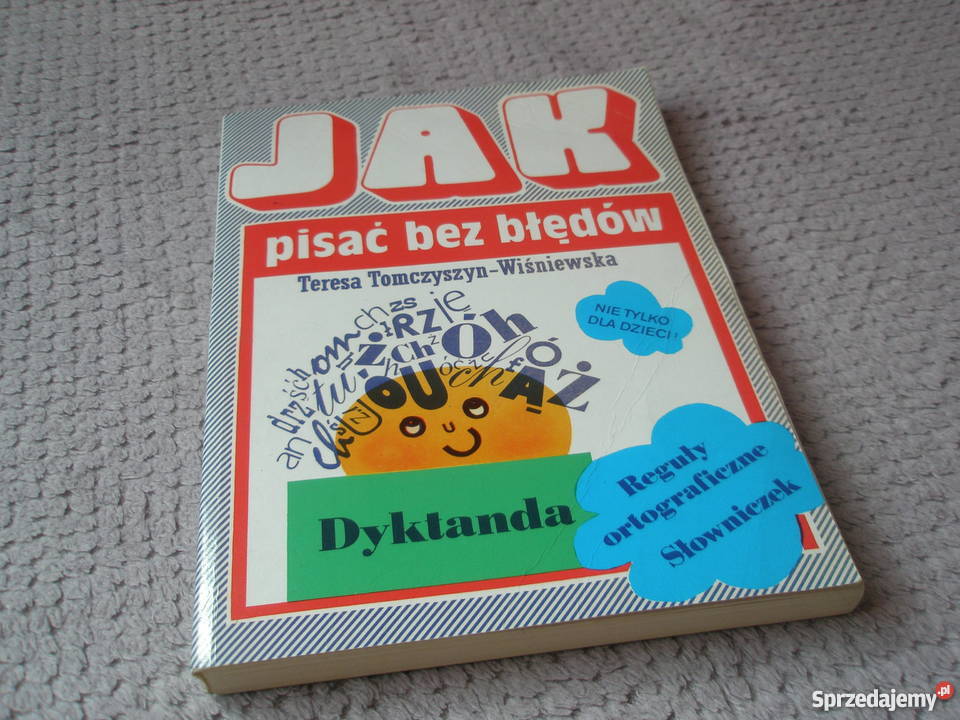 JAK
pisać bez błędów
Teresa Tomczyszyn-Wiśniewska
NIE TYLKO
DLA DZIECI!
Dyktanda
Reguły
ortograficzne
Słowniczek
Sprzedajemy.pl